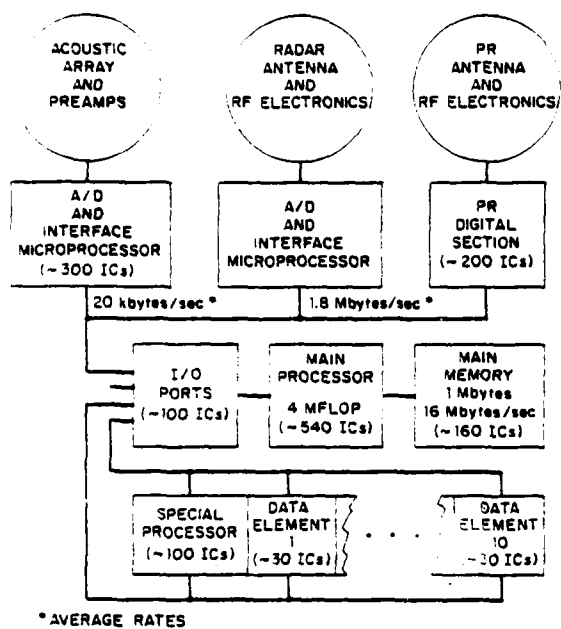 ACOUSTIC
ARRAY
AND
PREAMPS
RADAR
ANTENNA
AND
RF ELECTRONICS
PR
ANTENNA
AND
RF ELECTRONICS
A/D
AND
INTERFACE
MICROPROCESSOR
(~300 ICs)
A/D
AND
INTERFACE
MICROPROCESSOR
PR
DIGITAL
SECTION
(~200 ICs)
20 kbytes/sec *
1.8 Mbytes/sec *
I/O
PORTS
(~100 ICs)
MAIN
PROCESSOR
4 MFLOP
(~540 ICs)
MAIN
MEMORY
1 Mbyte
16 Mbytes/sec
(~160 ICs)
SPECIAL
PROCESSOR
(~100 ICs)
DATA
ELEMENT
1
(~30 ICs)
. . . .
DATA
ELEMENT
10
(~30 ICs)
* AVERAGE RATES